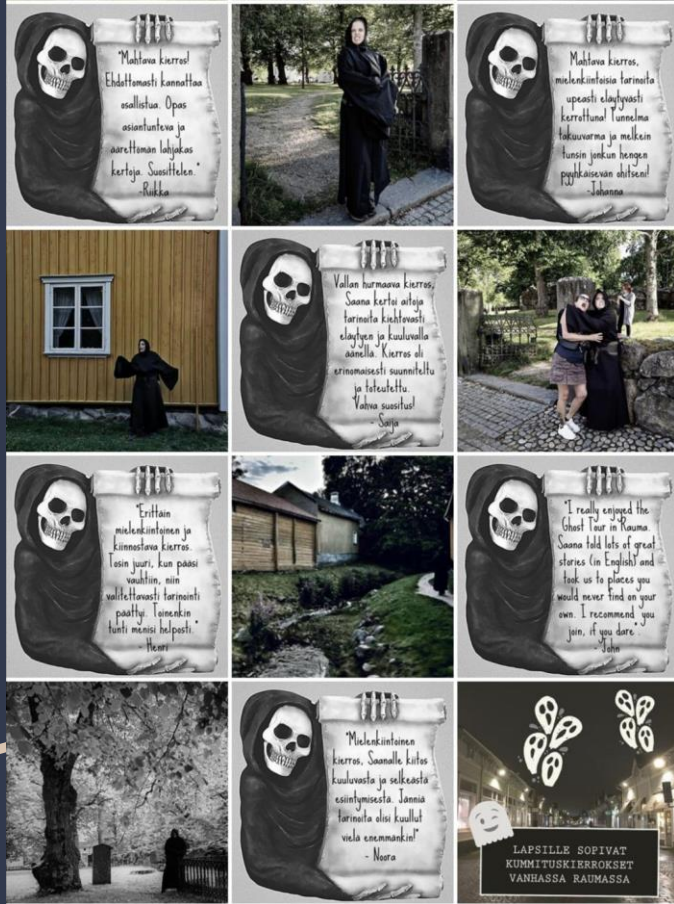 "Mahtava kierros!
Ehdottomasti kannattaa
osallistua. Opas
asiantunteva ja
äärettömän lahjakas
kertoja. Suosittelen."
-Riikka
Mahtava kierros,
mielenkiintoisia tarinoita
upeasti eläytyvästi
kerrottuna! Tunnelma
takuuvarma ja melkein
tunsin jonkun hengen
pyyhkäisevän ohitseni!
-Johanna
Vallan hurmaava kierros,
Saana kertoi aitoja
tarinoita kiehtovasti
eläytyen ja kuuluvalla
äänellä. Kierros oli
erinomaisesti suunniteltu
ja toteutettu.
Vahva suositus!
- Saija
"Erittäin
mielenkiintoinen ja
kiinnostava kierros.
Tosin juuri, kun pääsi
vauhtiin, niin
valitettavasti tarinointi
päättyi. Toinenkin
tunti menisi helposti."
- Henri
"I really enjoyed the
Ghost Tour in Rauma.
Saana told lots of great
stories (in English) and
took us to places you
would never find on your
own. I recommend you
join, if you dare"
- John
"Mielenkiintoinen
kierros, Saanalle kiitos
kuuluvasta ja selkeästä
esiintymisestä. Jänniä
tarinoita olisi kuullut
vielä enemmänkin!"
- Noora
LAPSILLE SOPIVAT
KUMMITUSKIERROKSET
VANHASSA RAUMASSA